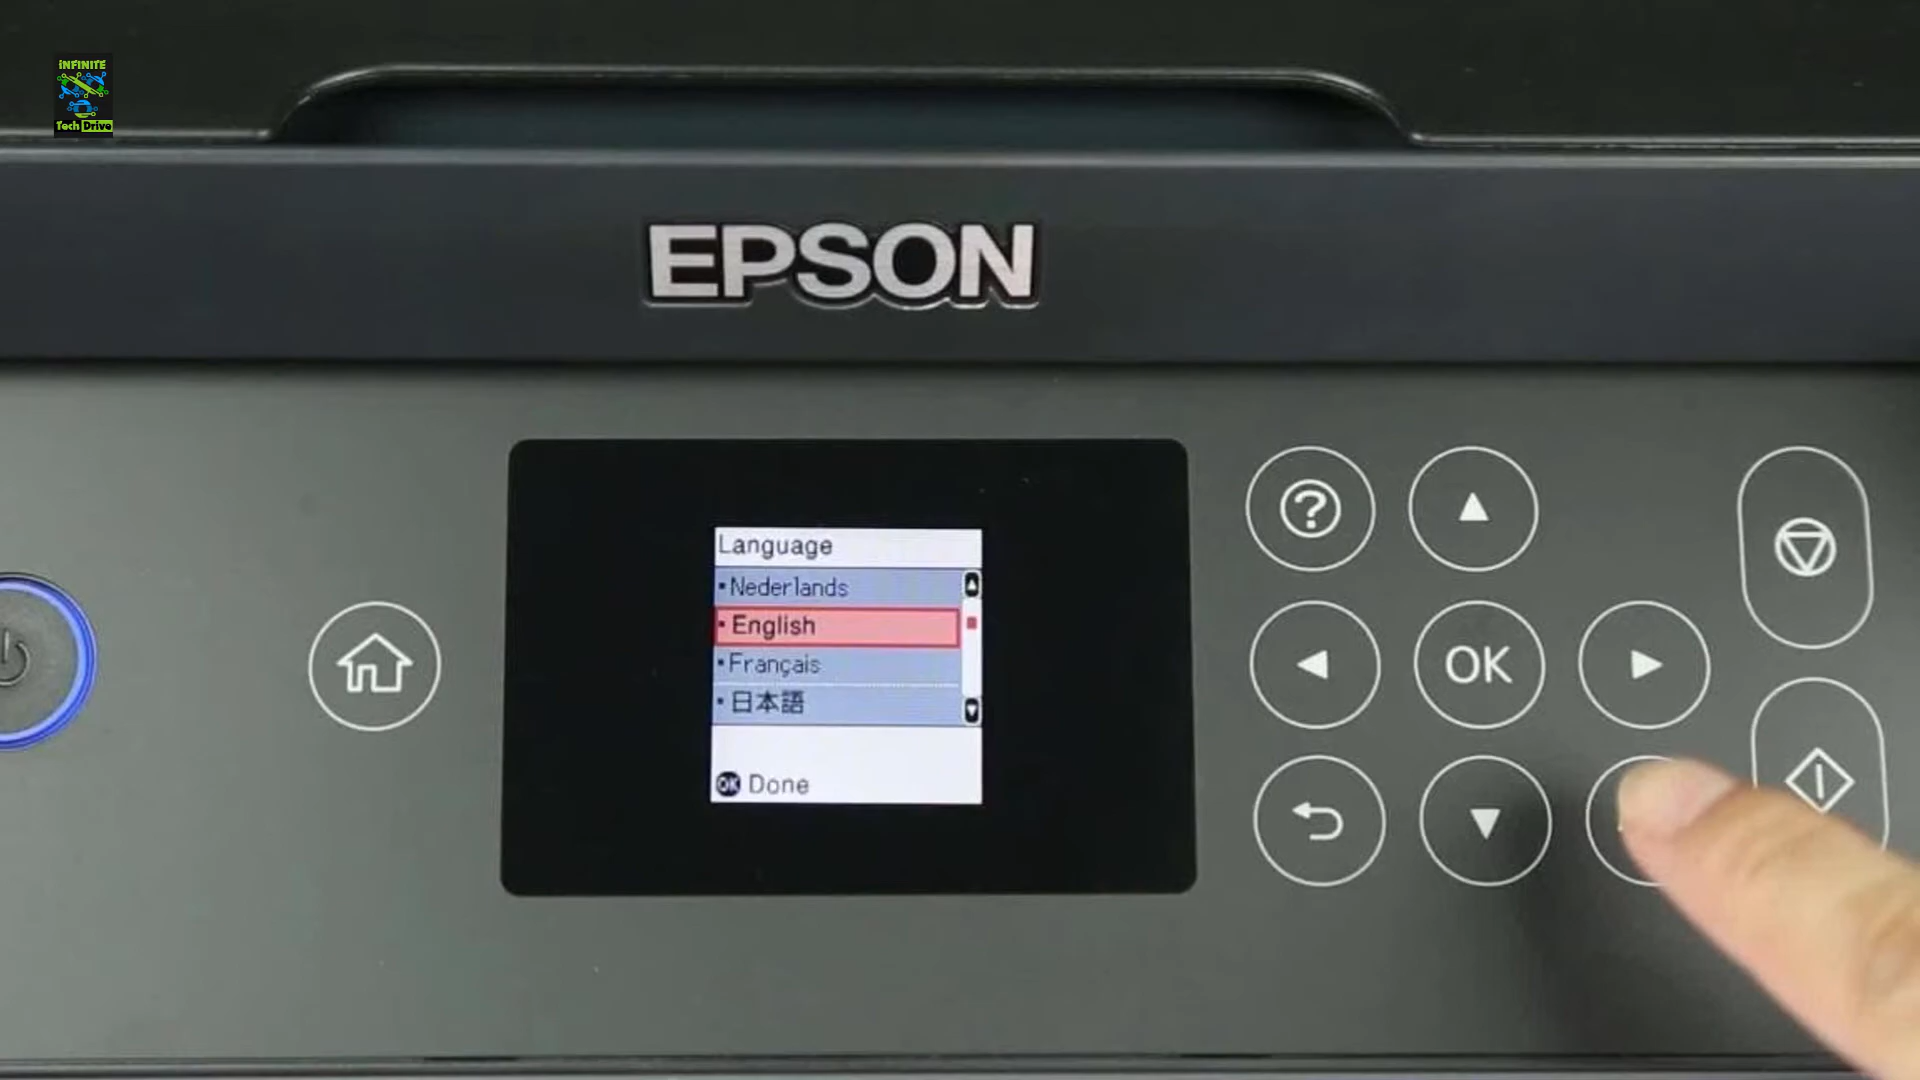 iNFiNiTE
Tech Drive
EPSON
Language
Nederlands
English
Français
日本語
OK Done
?
OK